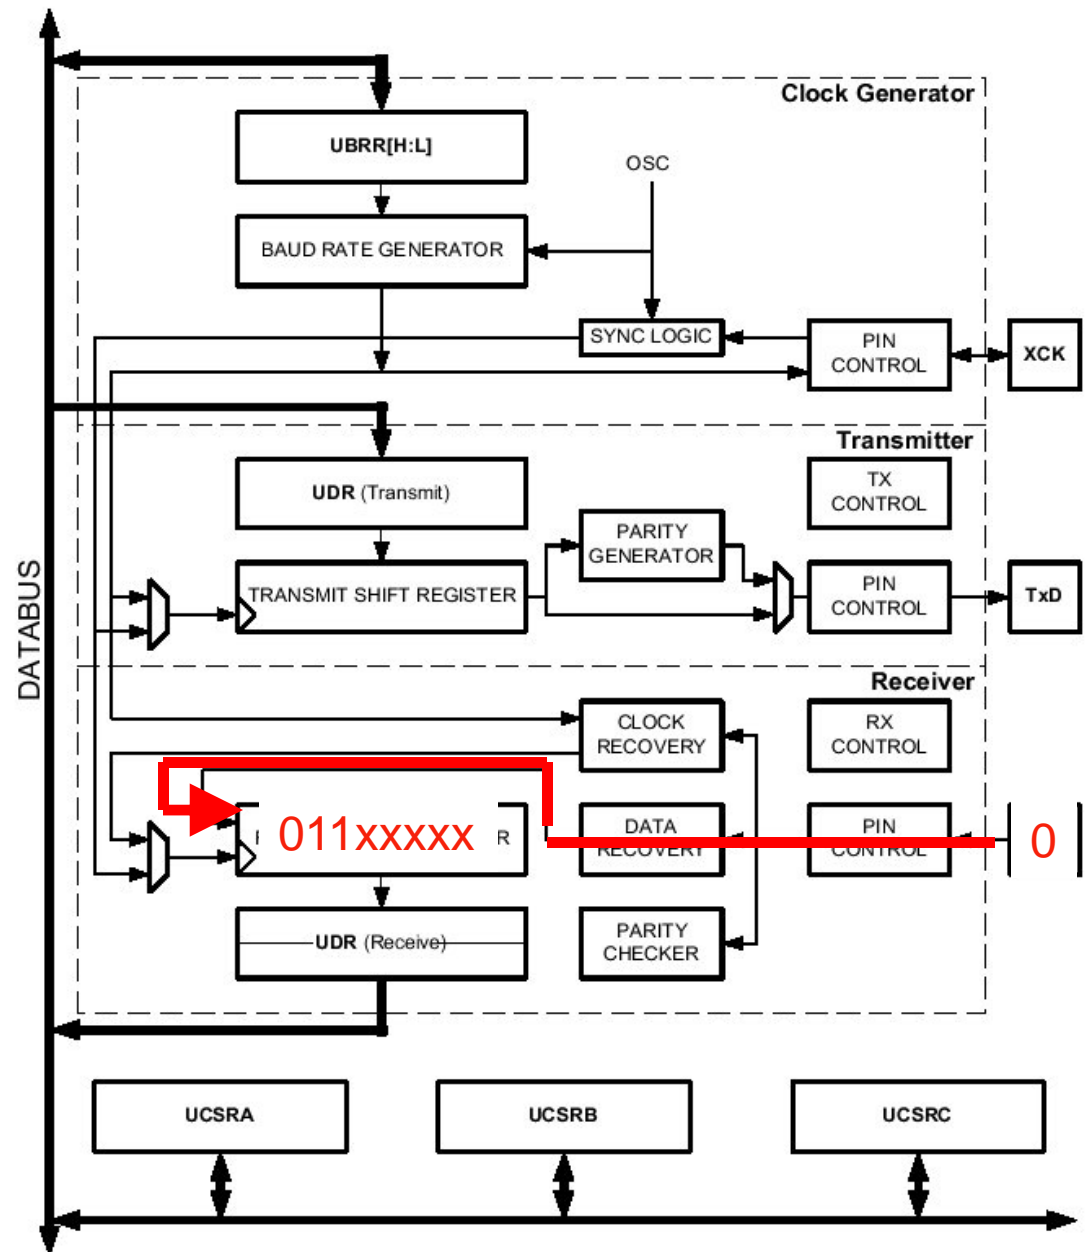 Clock Generator
UBRR[H:L]
OSC
BAUD RATE GENERATOR
SYNC LOGIC
PIN
CONTROL
XCK
Transmitter
UDR (Transmit)
TX
CONTROL
PARITY
GENERATOR
TRANSMIT SHIFT REGISTER
PIN
CONTROL
TxD
DATABUS
Receiver
CLOCK
RECOVERY
RX
CONTROL
011xxxxx
R
DATA
RECOVERY
PIN
CONTROL
0
UDR (Receive)
PARITY
CHECKER
UCSRA
UCSRB
UCSRC